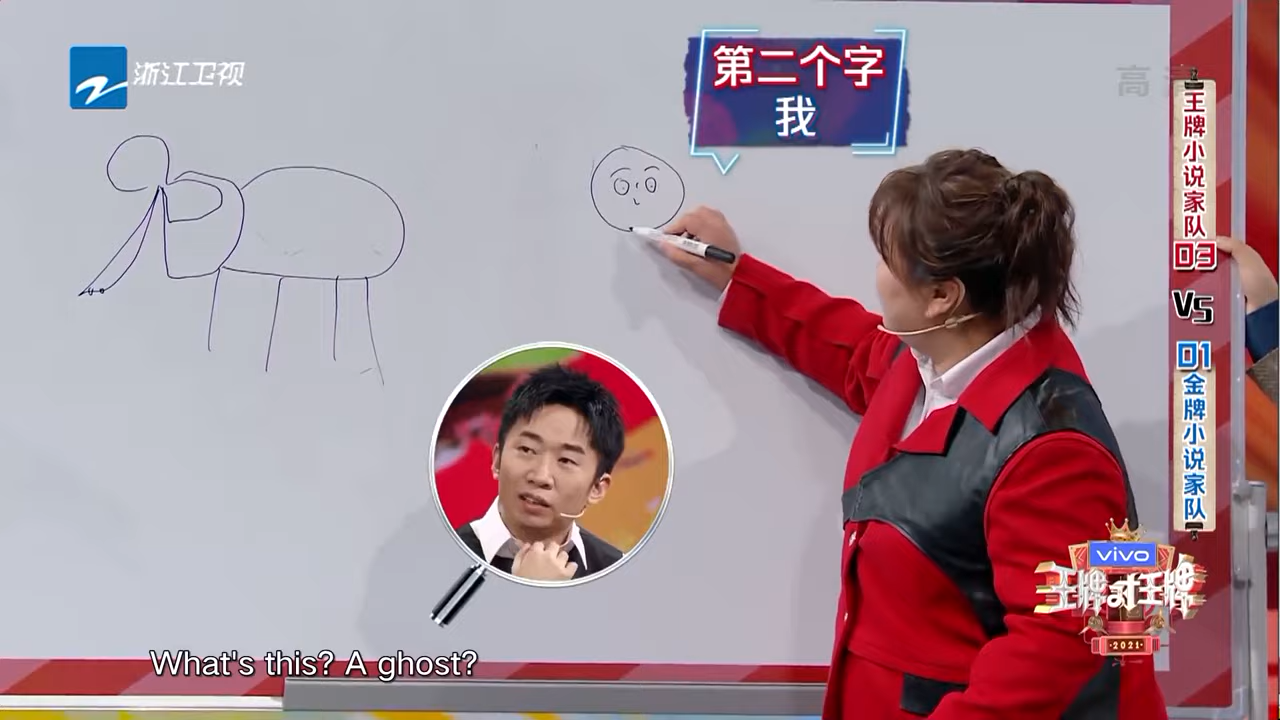 浙江卫视
第二个字
我
高清
王牌小说家队
03
VS
01
金牌小说家队
vivo
王牌对王牌
2021
What's this? A ghost?